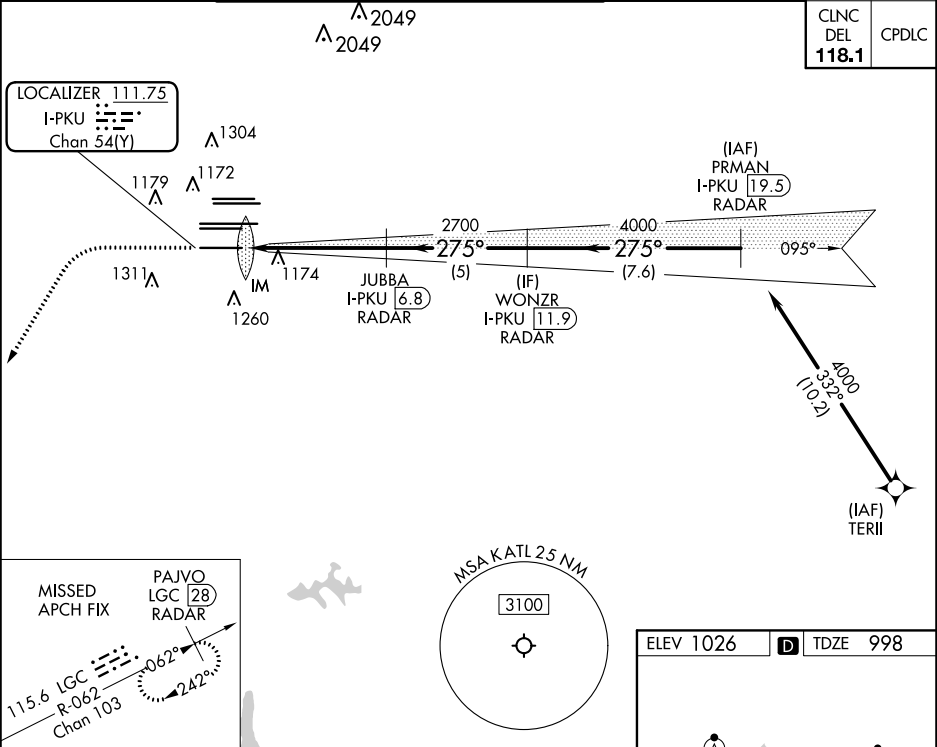 2049
2049
CLNC
DEL
118.1
CPDLC
LOCALIZER 111.75
I-PKU
Chan 54(Y)
1304
1179
1172
(IAF)
PRMAN
I-PKU 19.5
RADAR
2700
4000
275°
275°
095°
(5)
(7.6)
1311
IM
1174
1260
JUBBA
I-PKU 6.8
RADAR
(IF)
WONZR
I-PKU 11.9
RADAR
4000
332°
(10.2)
(IAF)
TERII
MISSED
APCH FIX
PAJVO
LGC 28
RADAR
115.6 LGC
R-062
Chan 103
062°
242°
MSA KATL 25 NM
3100
ELEV 1026
D
TDZE 998
A